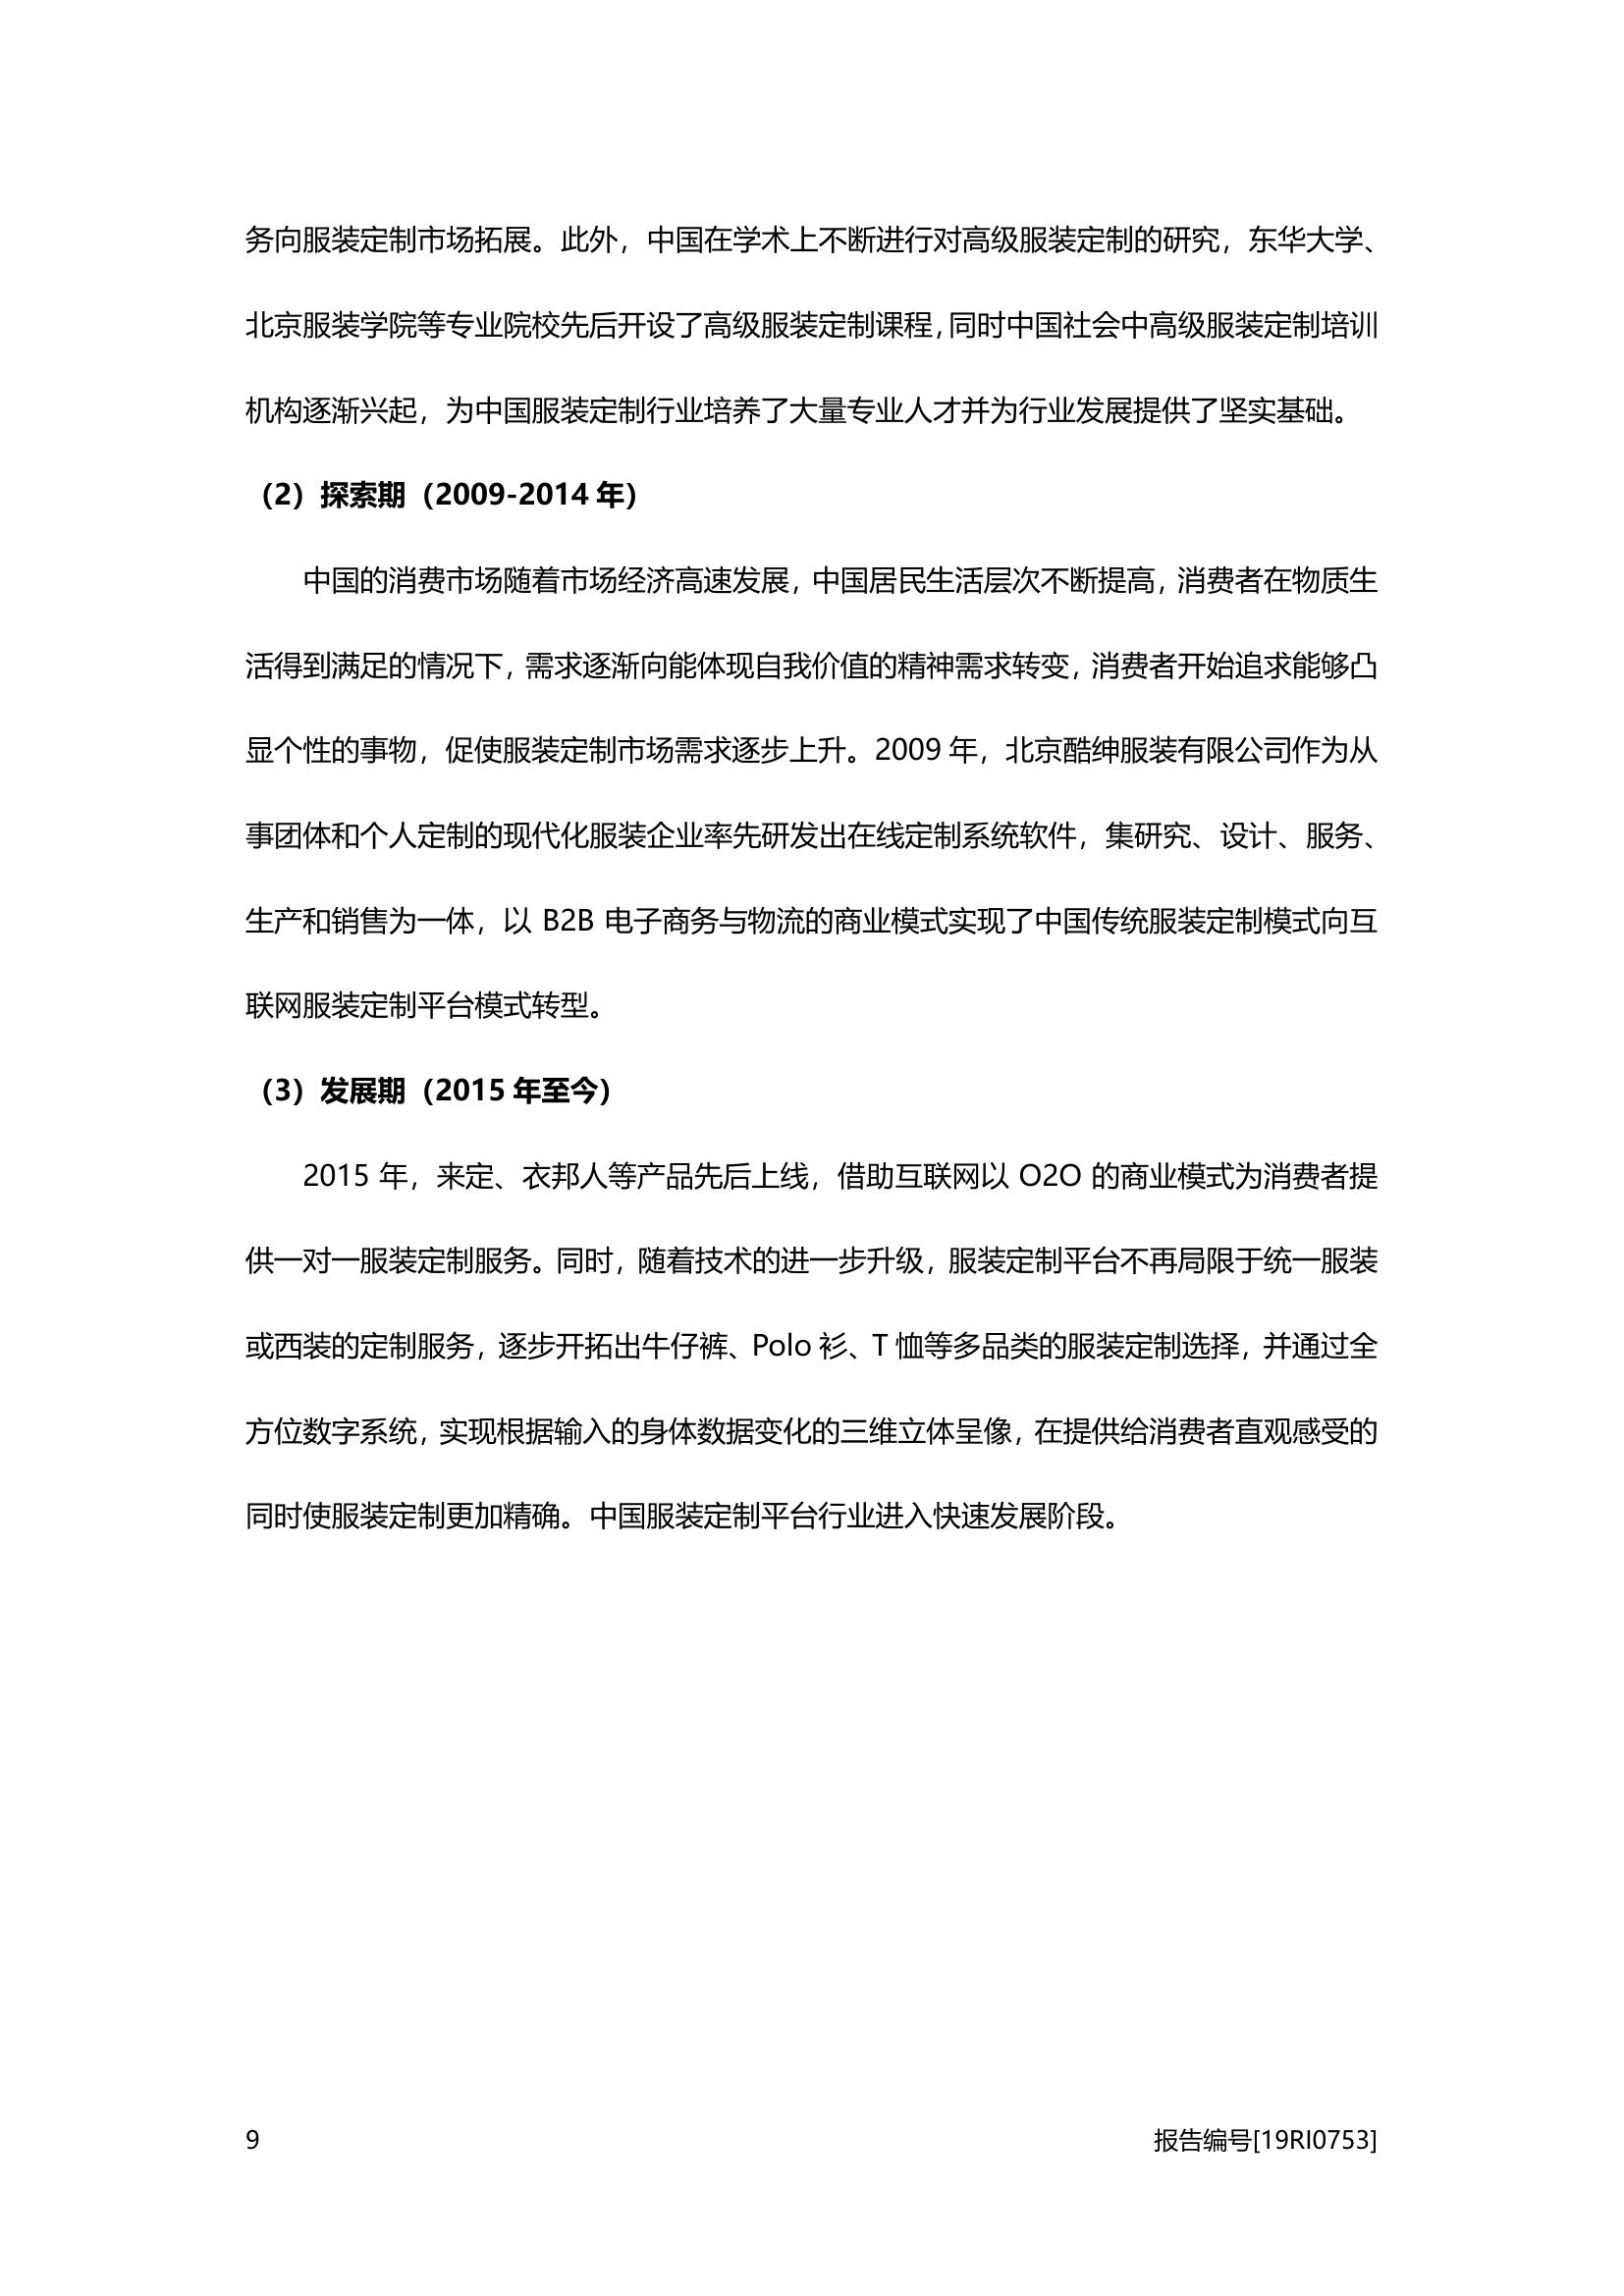 务向服装定制市场拓展。此外，中国在学术上不断进行对高级服装定制的研究，东华大学、
北京服装学院等专业院校先后开设了高级服装定制课程，同时中国社会中高级服装定制培训
机构逐渐兴起，为中国服装定制行业培养了大量专业人才并为行业发展提供了坚实基础。
（2）探索期（2009-2014 年）
中国的消费市场随着市场经济高速发展，中国居民生活层次不断提高，消费者在物质生
活得到满足的情况下，需求逐渐向能体现自我价值的精神需求转变，消费者开始追求能够凸
显个性的事物，促使服装定制市场需求逐步上升。2009 年，北京酷绅服装有限公司作为从
事团体和个人定制的现代化服装企业率先研发出在线定制系统软件，集研究、设计、服务、
生产和销售为一体，以 B2B 电子商务与物流的商业模式实现了中国传统服装定制模式向互
联网服装定制平台模式转型。
（3）发展期（2015 年至今）
2015 年，来定、衣邦人等产品先后上线，借助互联网以 O2O 的商业模式为消费者提
供一对一服装定制服务。同时，随着技术的进一步升级，服装定制平台不再局限于统一服装
或西装的定制服务，逐步开拓出牛仔裤、Polo 衫、T 恤等多品类的服装定制选择，并通过全
方位数字系统，实现根据输入的身体数据变化的三维立体呈像，在提供给消费者直观感受的
同时使服装定制更加精确。中国服装定制平台行业进入快速发展阶段。
9
报告编号[19RI0753]